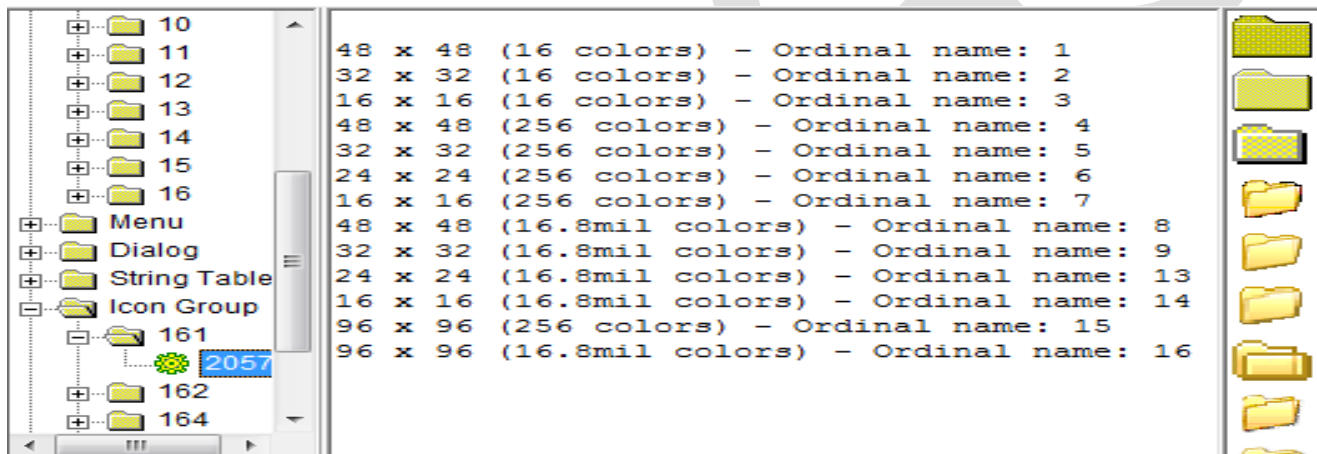 10
11
12
13
14
15
16
Menu
Dialog
String Table
Icon Group
161
2057
162
164
48 x 48 (16 colors) - Ordinal name: 1
32 x 32 (16 colors) - Ordinal name: 2
16 x 16 (16 colors) - Ordinal name: 3
48 x 48 (256 colors) - Ordinal name: 4
32 x 32 (256 colors) - Ordinal name: 5
24 x 24 (256 colors) - Ordinal name: 6
16 x 16 (256 colors) - Ordinal name: 7
48 x 48 (16.8mil colors) - Ordinal name: 8
32 x 32 (16.8mil colors) - Ordinal name: 9
24 x 24 (16.8mil colors) - Ordinal name: 13
16 x 16 (16.8mil colors) - Ordinal name: 14
96 x 96 (256 colors) - Ordinal name: 15
96 x 96 (16.8mil colors) - Ordinal name: 16